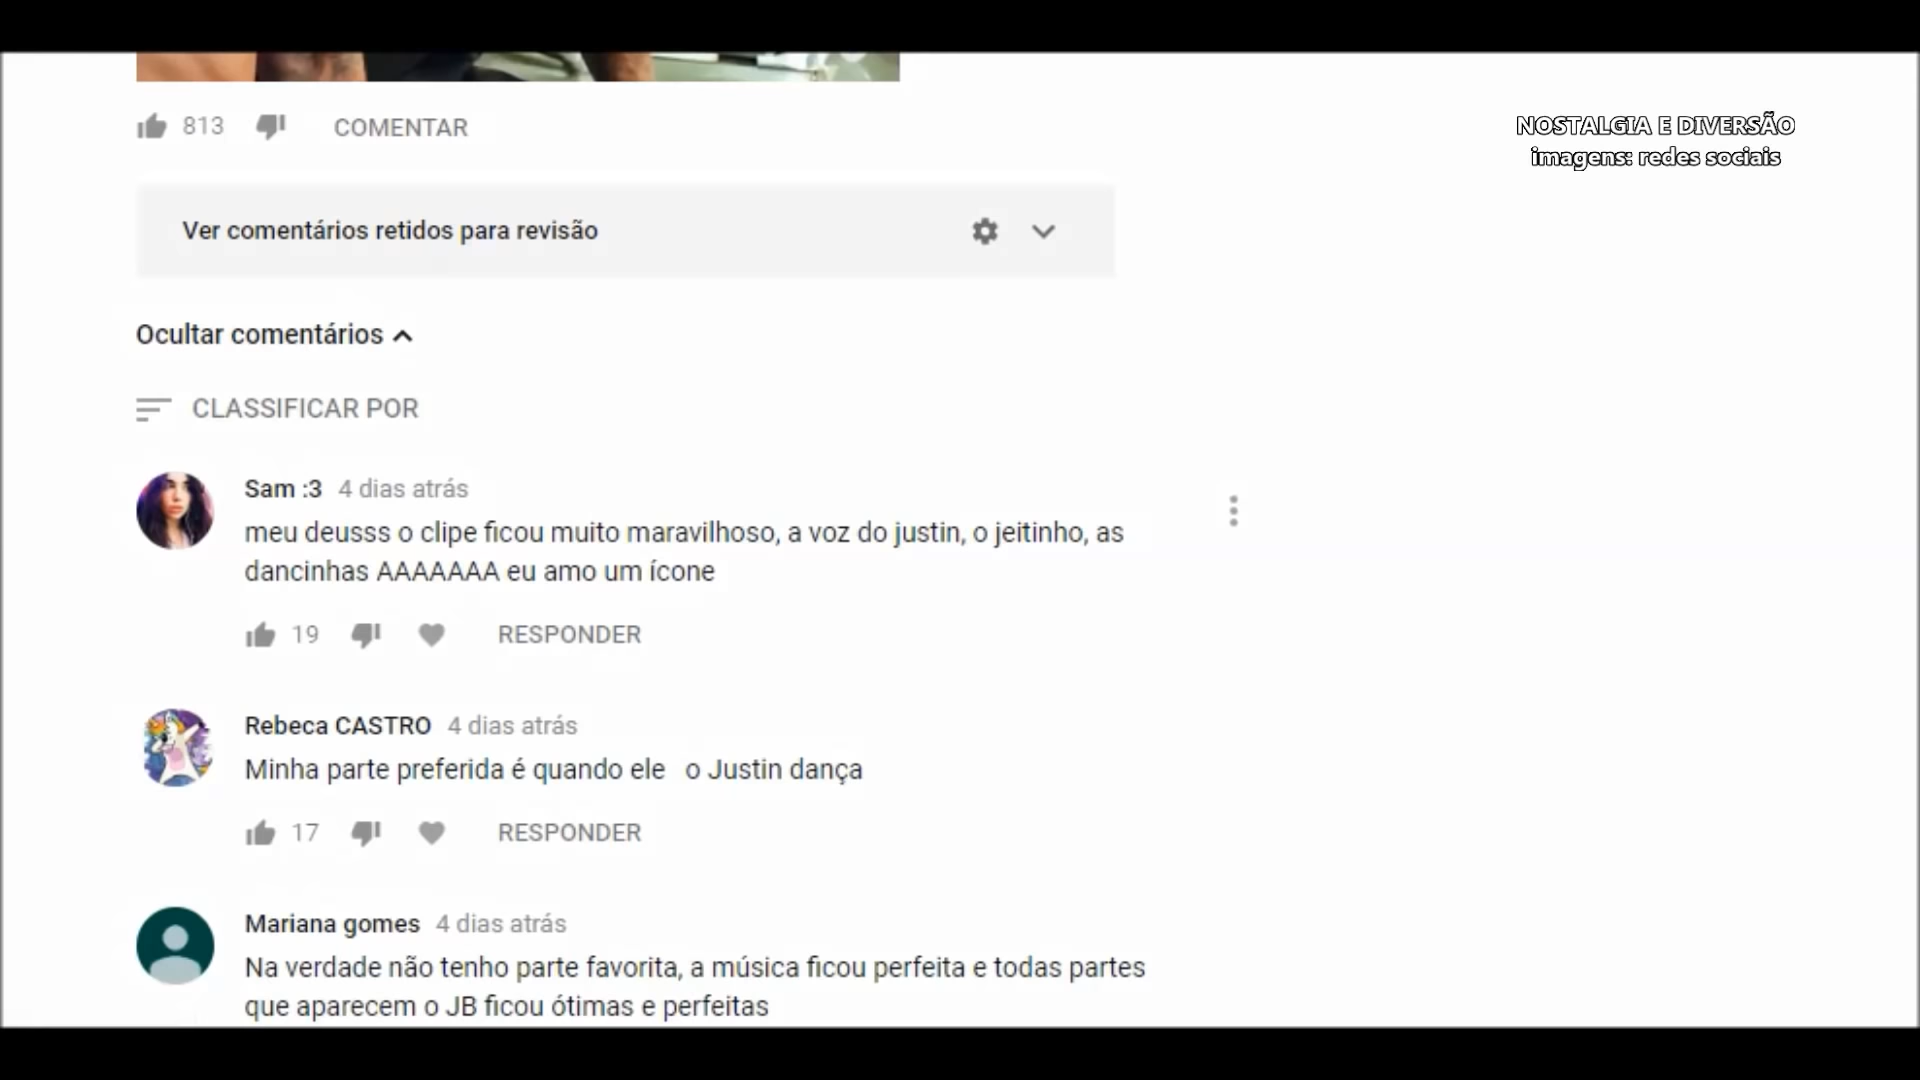 813 COMENTAR
NOSTALGIA E DIVERSÃO
imagens: redes sociais
Ver comentários retidos para revisão
Ocultar comentários
CLASSIFICAR POR
Sam :3 4 dias atrás
meu deusss o clipe ficou muito maravilhoso, a voz do justin, o jeitinho, as
dancinhas AAAAAAA eu amo um ícone
19 RESPONDER
Rebeca CASTRO 4 dias atrás
Minha parte preferida é quando ele o Justin dança
17 RESPONDER
Mariana gomes 4 dias atrás
Na verdade não tenho parte favorita, a música ficou perfeita e todas partes
que aparecem o JB ficou ótimas e perfeitas